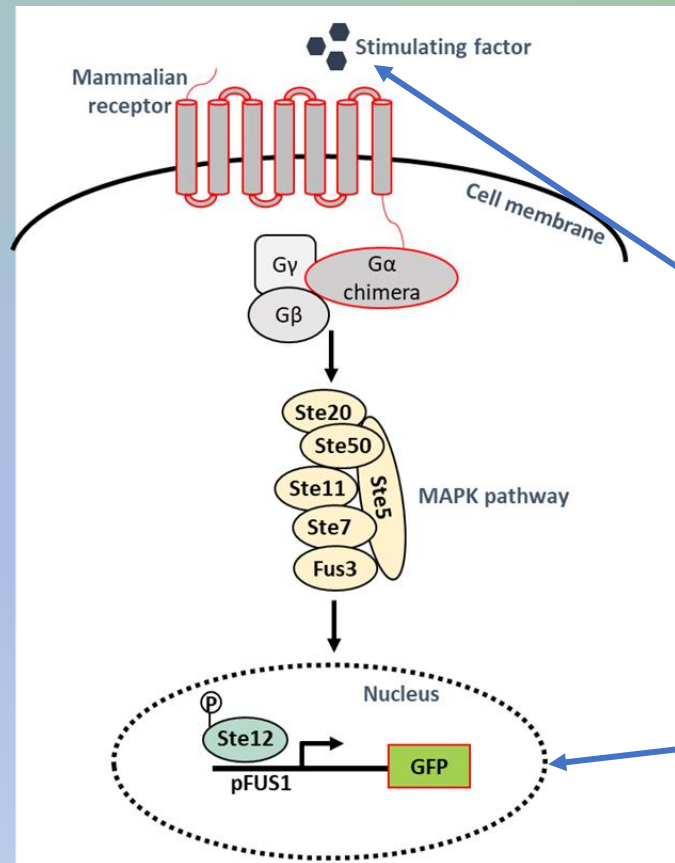 Stimulating factor
Mammalian
receptor
Cell membrane
Gγ
Gα
chimera
Gβ
Ste20
Ste50
Ste11
Ste5
MAPK pathway
Ste7
Fus3
Nucleus
P
Ste12
GFP
pFUS1